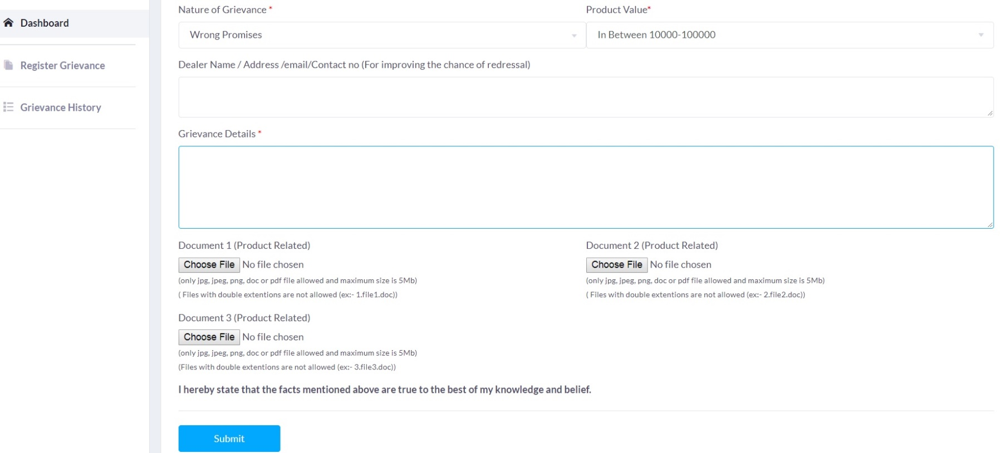 Dashboard
Register Grievance
Grievance History
Nature of Grievance *
Product Value*
Wrong Promises
In Between 10000-100000
Dealer Name / Address /email/Contact no (For improving the chance of redressal)
Grievance Details *
Document 1 (Product Related)
Document 2 (Product Related)
Choose File No file chosen
Choose File No file chosen
(only jpg, jpeg, png, doc or pdf file allowed and maximum size is 5Mb)
(only jpg, jpeg, png, doc or pdf file allowed and maximum size is 5Mb)
( Files with double extentions are not allowed (ex:- 1.file1.doc))
( Files with double extentions are not allowed (ex:- 2.file2.doc))
Document 3 (Product Related)
Choose File No file chosen
(only jpg, jpeg, png, doc or pdf file allowed and maximum size is 5Mb)
(Files with double extentions are not allowed (ex:- 3.file3.doc))
I hereby state that the facts mentioned above are true to the best of my knowledge and belief.
Submit